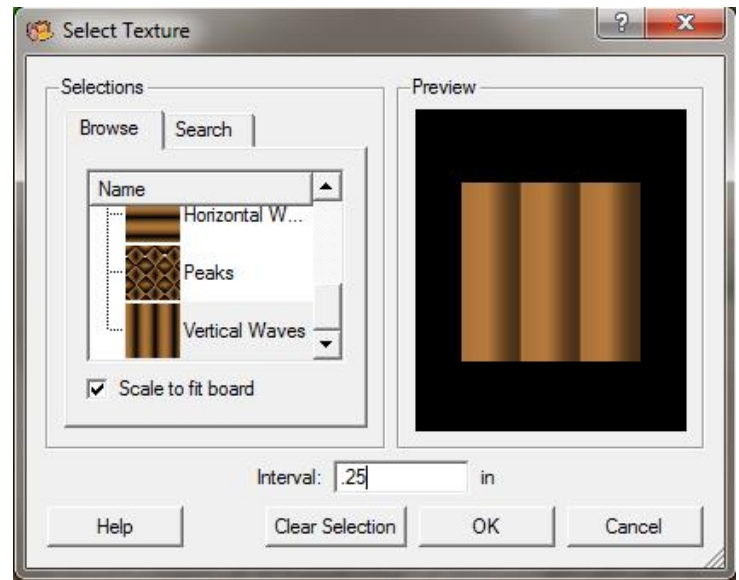 Select Texture
?
X
Selections
Browse
Search
Name
Horizontal W...
Peaks
Vertical Waves
Scale to fit board
Preview
Interval: .25 in
Help
Clear Selection
OK
Cancel